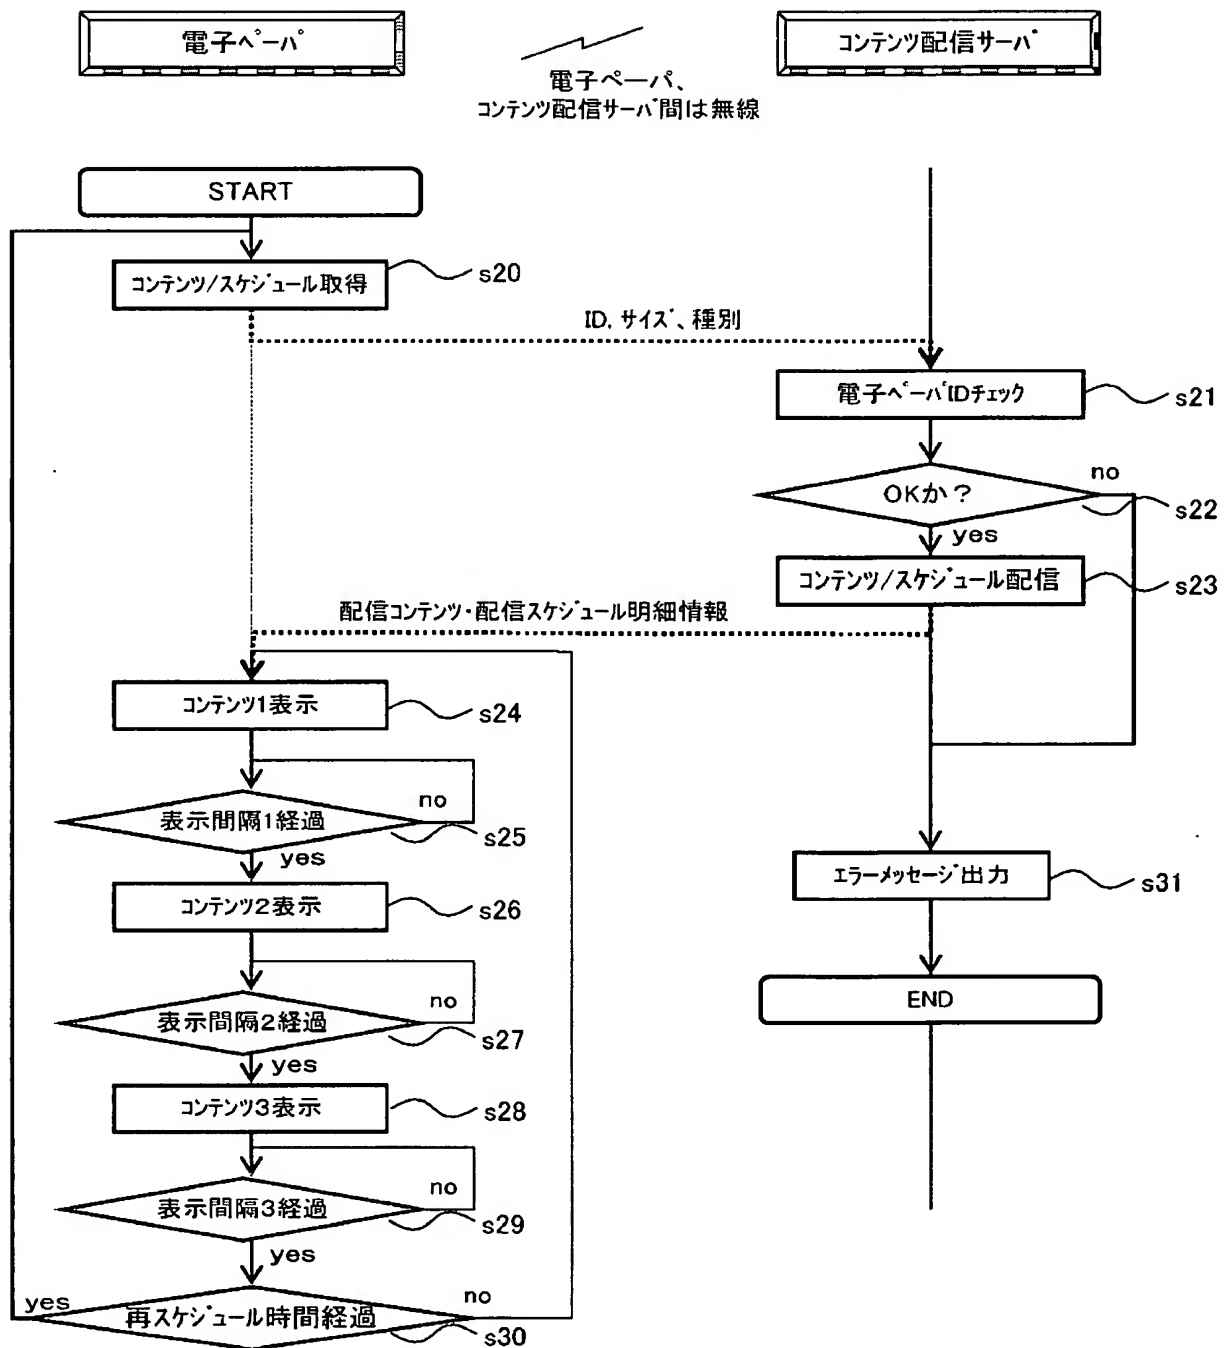 電子ペーパ
コンテンツ配信サーバ
電子ペーパ、
コンテンツ配信サーバ間は無線
START
コンテンツ/スケジュール取得
s20
ID, サイズ、種別
電子ペーパIDチェック
s21
OKか？
no
s22
yes
コンテンツ/スケジュール配信
s23
配信コンテンツ・配信スケジュール明細情報
コンテンツ1表示
s24
表示間隔1経過
no
s25
yes
コンテンツ2表示
s26
表示間隔2経過
no
s27
yes
コンテンツ3表示
s28
表示間隔3経過
no
s29
yes
再スケジュール時間経過
yes
no
s30
エラーメッセージ出力
s31
END